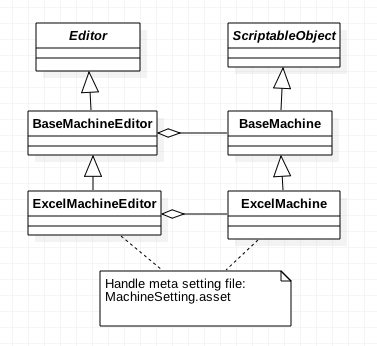 Editor
ScriptableObject
BaseMachineEditor
BaseMachine
ExcelMachineEditor
ExcelMachine
Handle meta setting file:
MachineSetting.asset